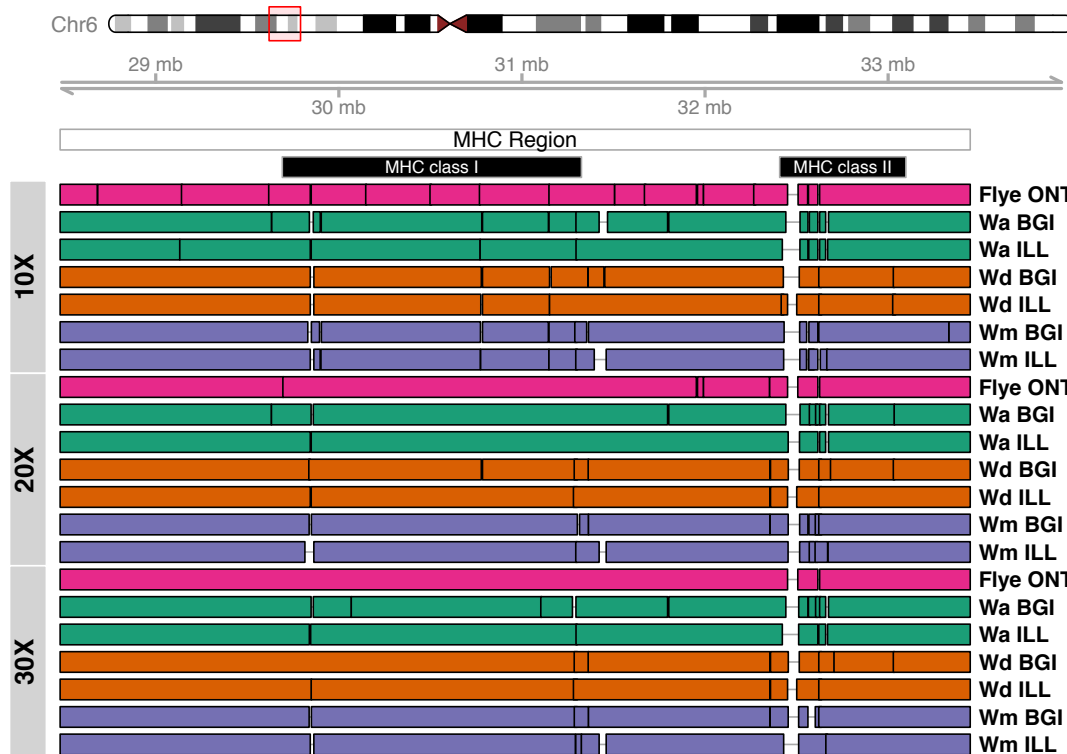 Chr6
29 mb
31 mb
33 mb
30 mb
32 mb
MHC Region
MHC class I
MHC class II
10X
Flye ONT
Wa BGI
Wa ILL
Wd BGI
Wd ILL
Wm BGI
Wm ILL
20X
Flye ONT
Wa BGI
Wa ILL
Wd BGI
Wd ILL
Wm BGI
Wm ILL
30X
Flye ONT
Wa BGI
Wa ILL
Wd BGI
Wd ILL
Wm BGI
Wm ILL